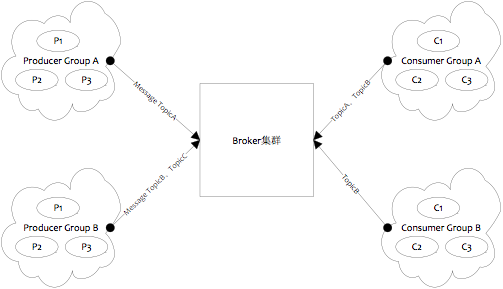 P1
Producer Group A
P2
P3
Message TopicA
Broker集群
C1
Consumer Group A
C2
C3
TopicA、TopicB
P1
Producer Group B
P2
P3
Message TopicB、TopicC
C1
Consumer Group B
C2
C3
TopicB